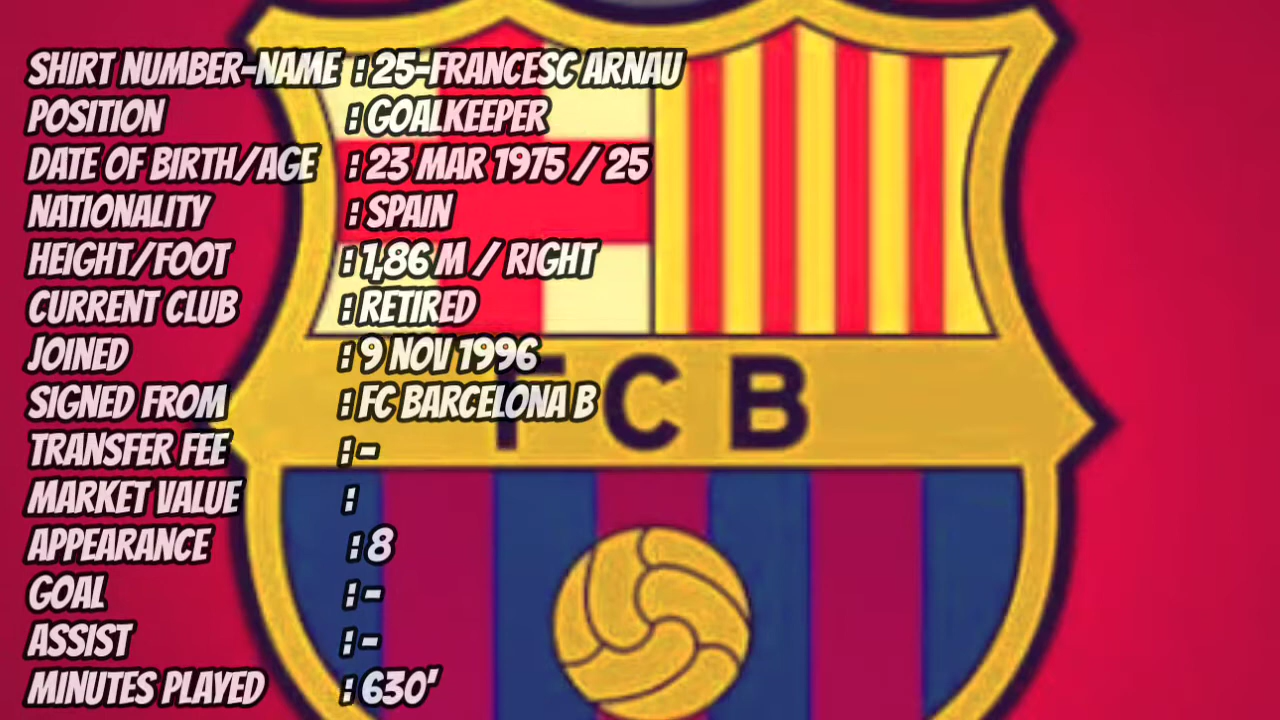 SHIRT NUMBER-NAME : 25-FRANCESC ARNAU
POSITION : GOALKEEPER
DATE OF BIRTH/AGE : 23 MAR 1975 / 25
NATIONALITY : SPAIN
HEIGHT/FOOT : 1,86 M / RIGHT
CURRENT CLUB : RETIRED
JOINED : 9 NOV 1996
SIGNED FROM : FC BARCELONA B
TRANSFER FEE : -
MARKET VALUE :
APPEARANCE : 8
GOAL : -
ASSIST : -
MINUTES PLAYED : 630'
FCB